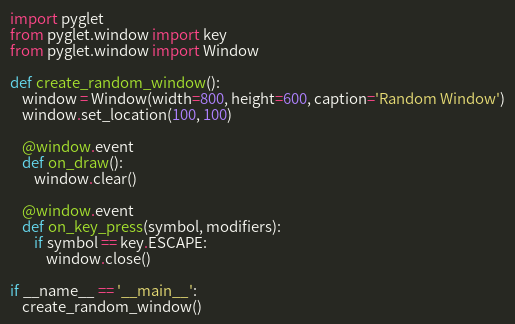 import pyglet
from pyglet.window import key
from pyglet.window import Window

def create_random_window():
    window = Window(width=800, height=600, caption='Random Window')
    window.set_location(100, 100)

    @window.event
    def on_draw():
        window.clear()

    @window.event
    def on_key_press(symbol, modifiers):
        if symbol == key.ESCAPE:
            window.close()

if __name__ == '__main__':
    create_random_window()